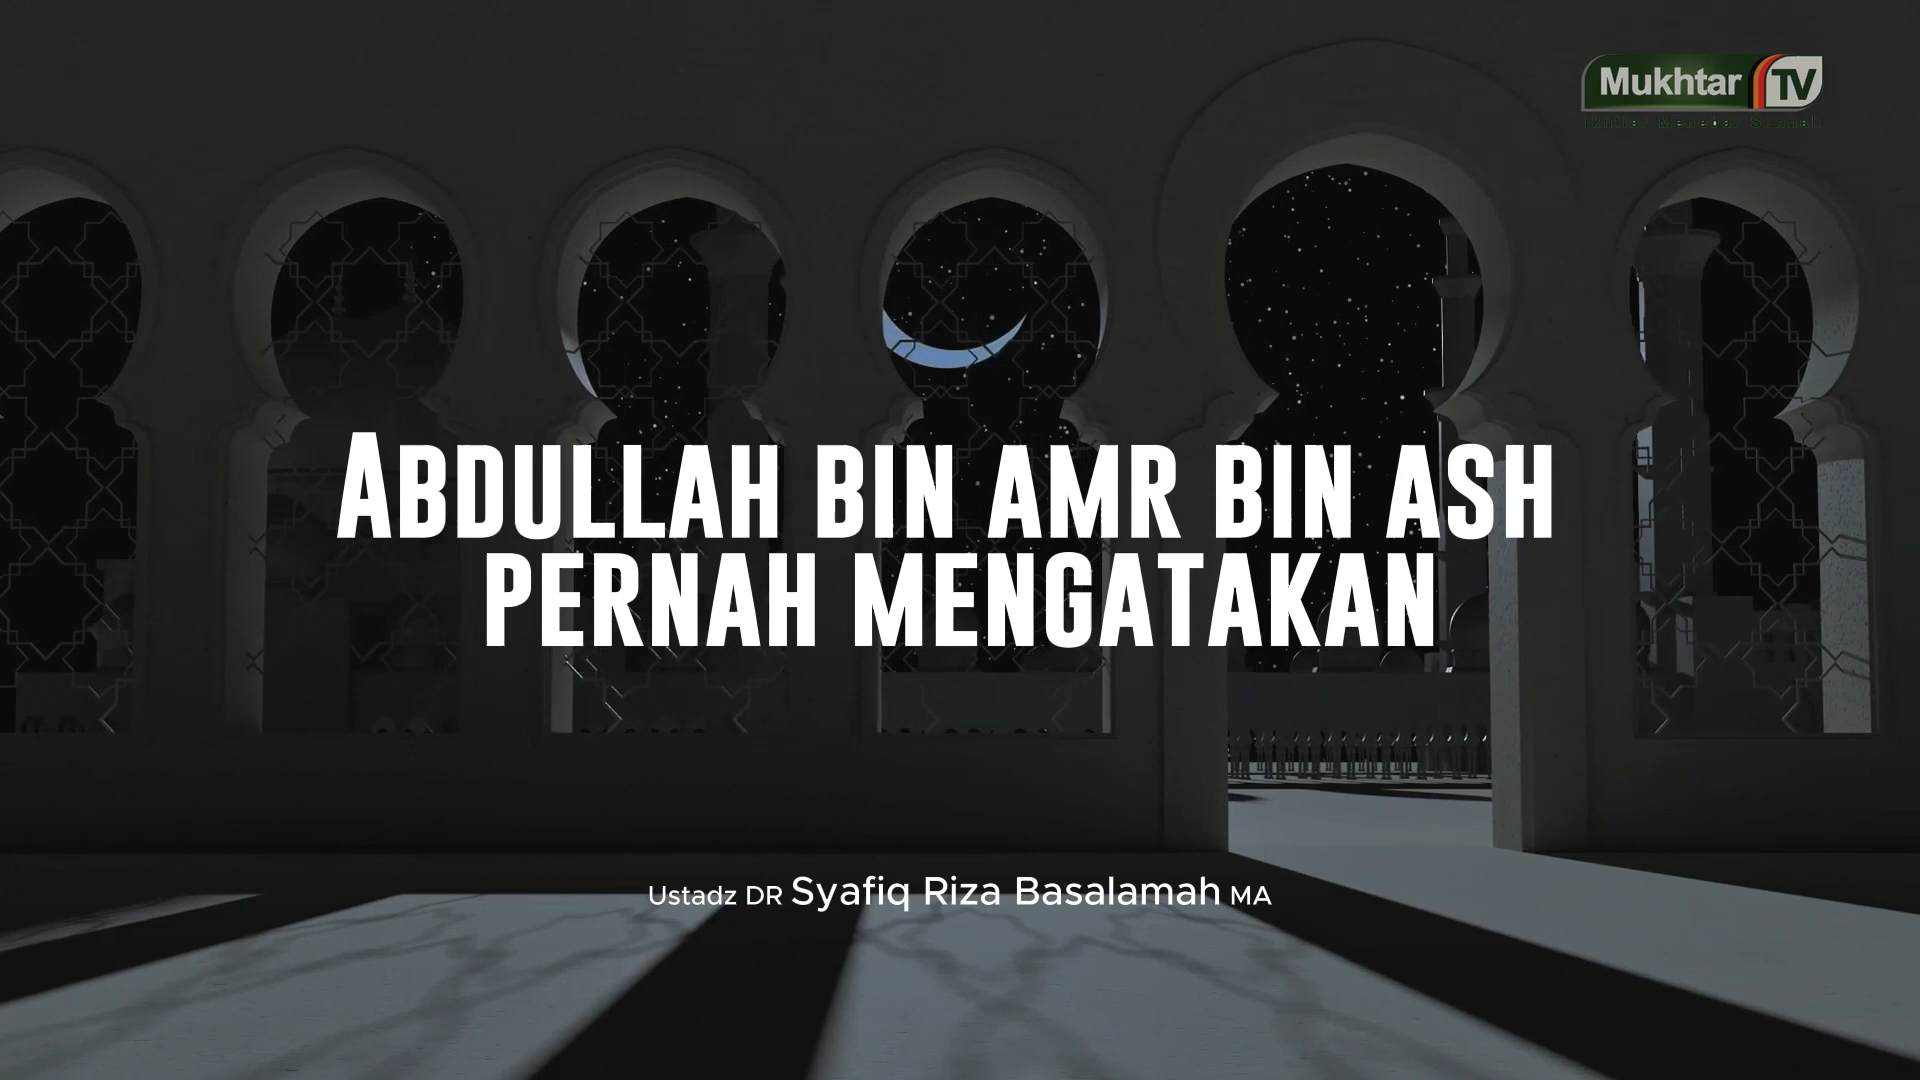 Mukhtar TV
Abdullah bin amr bin ash
pernah mengatakan
Ustadz DR Syafiq Riza Basalamah MA